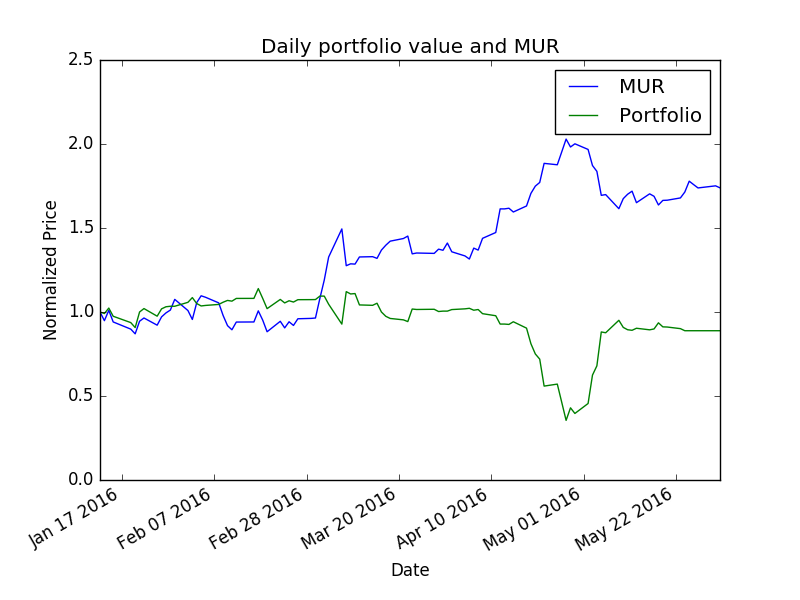 Daily portfolio value and MUR
2.5
2.0
1.5
1.0
0.5
0.0
Normalized Price
MUR
Portfolio
Jan 17 2016
Feb 07 2016
Feb 28 2016
Mar 20 2016
Apr 10 2016
May 01 2016
May 22 2016
Date